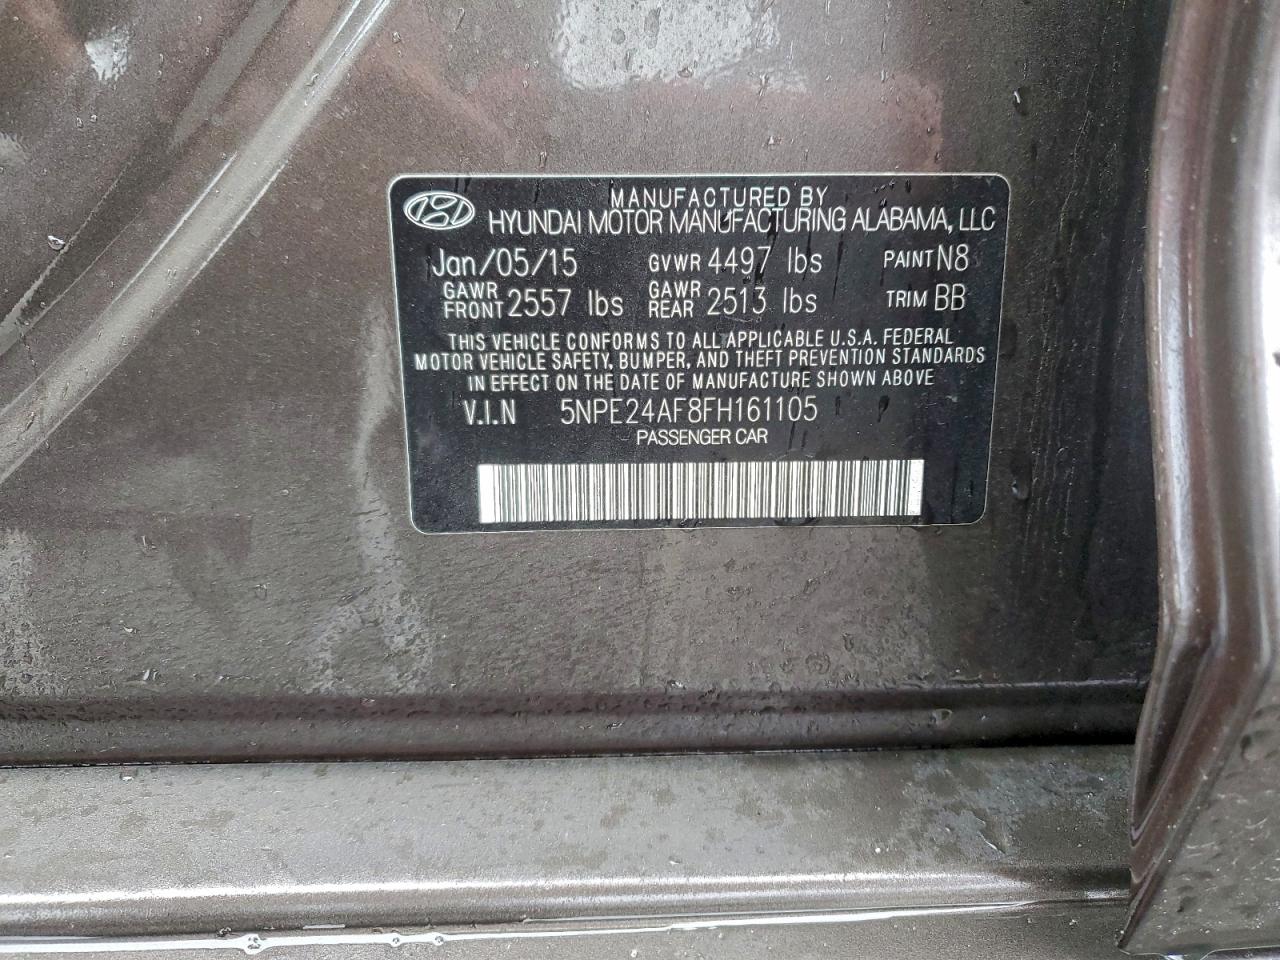 MANUFACTURED BY
HYUNDAI MOTOR MANUFACTURING ALABAMA, LLC
Jan/05/15 GVWR 4497 lbs PAINT N8
GAWR FRONT 2557 lbs GAWR REAR 2513 lbs TRIM BB
THIS VEHICLE CONFORMS TO ALL APPLICABLE U.S.A. FEDERAL
MOTOR VEHICLE SAFETY, BUMPER, AND THEFT PREVENTION STANDARDS
IN EFFECT ON THE DATE OF MANUFACTURE SHOWN ABOVE
V.I.N 5NPE24AF8FH161105
PASSENGER CAR